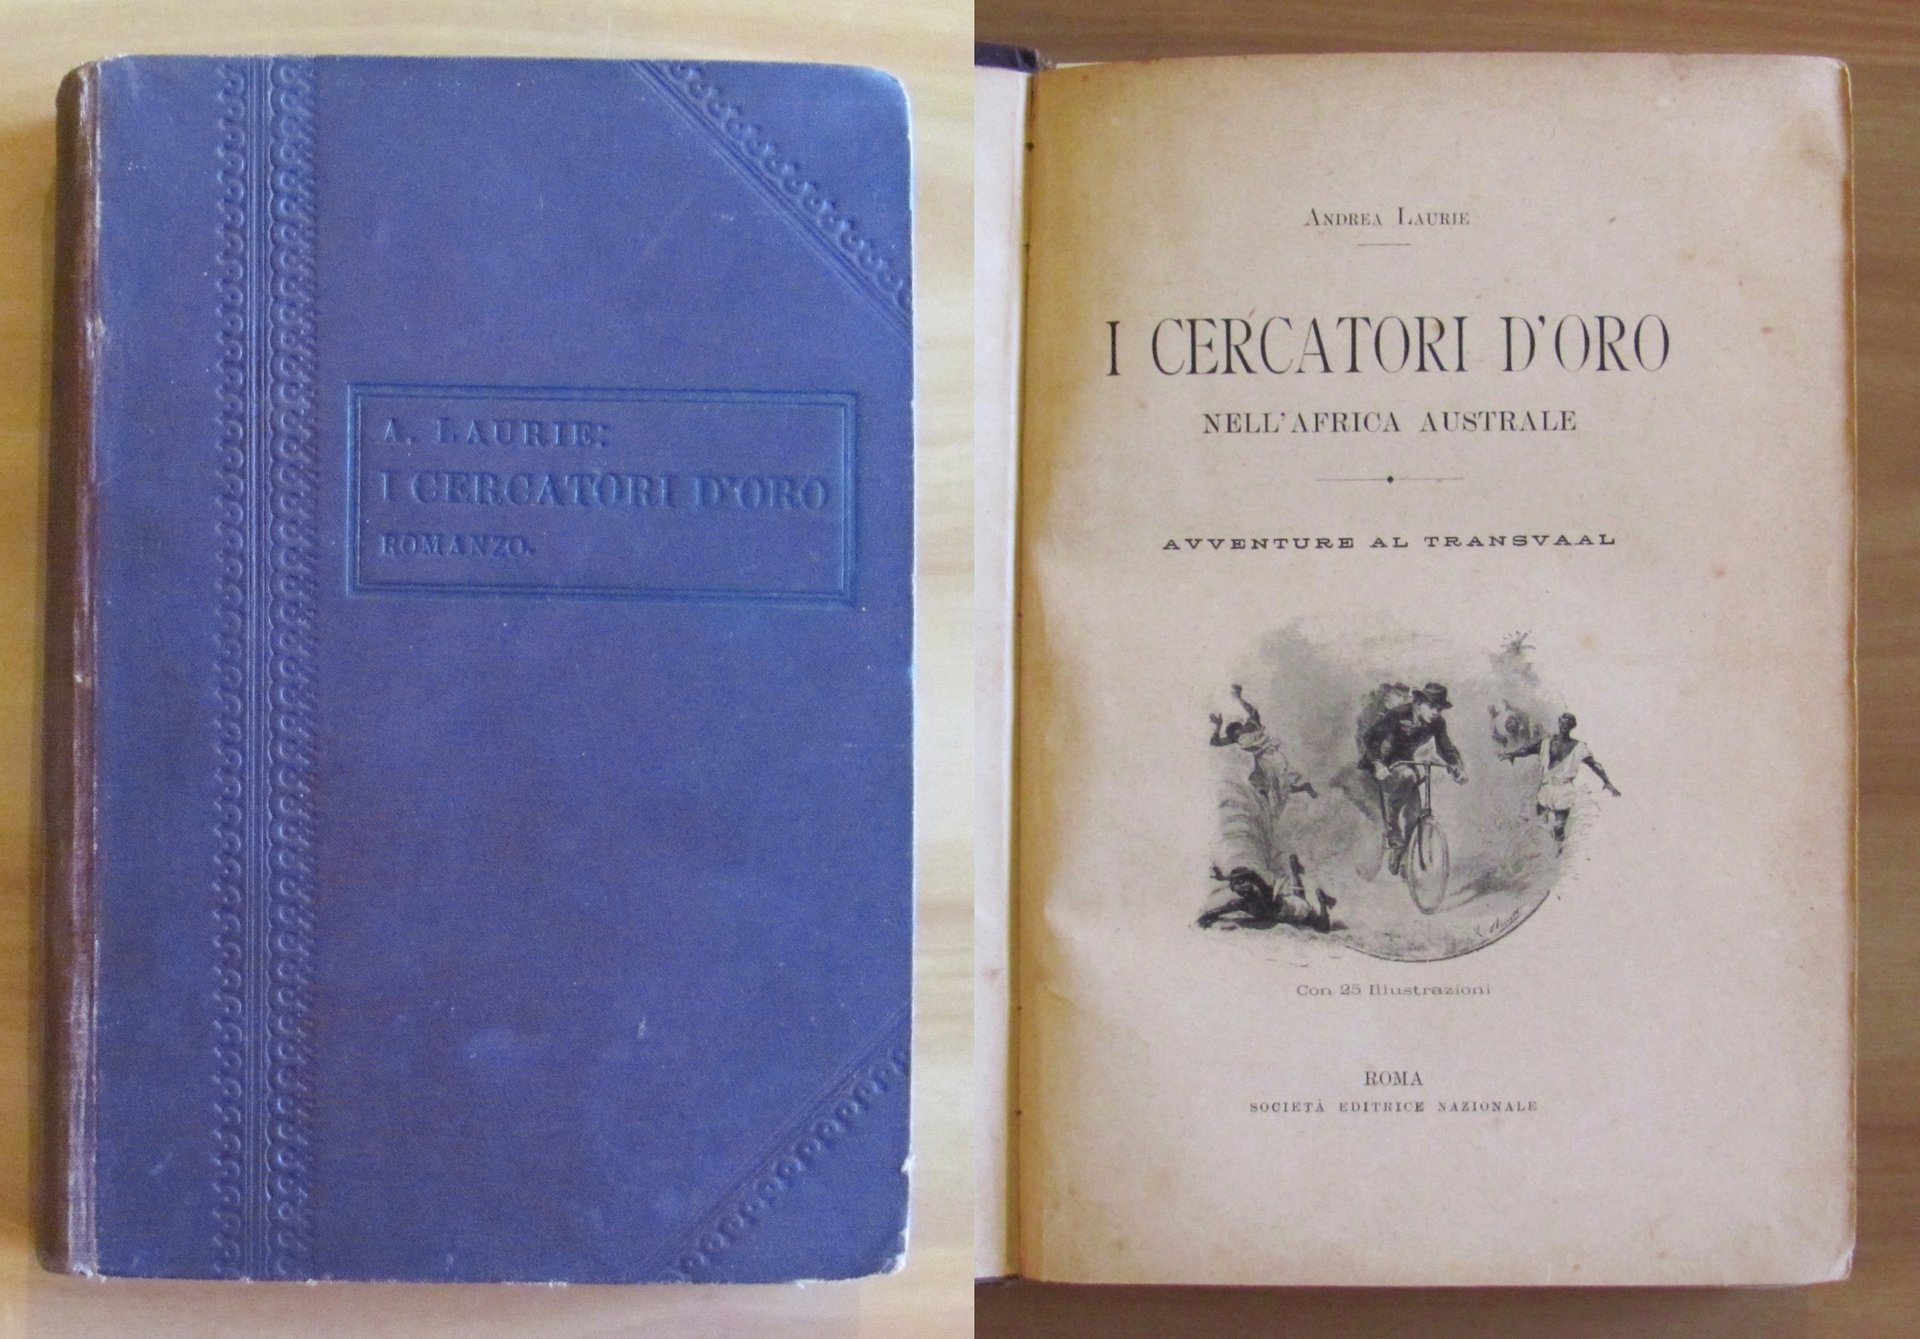 A. LAURIE:
I CERCATORI D'ORO
ROMANZO.
ANDREA LAURIE
I CERCATORI D'ORO
NELL'AFRICA AUSTRALE
AVVENTURE AL TRANSVAAL
Con 25 Illustrazioni
ROMA
SOCIETÀ EDITRICE NAZIONALE